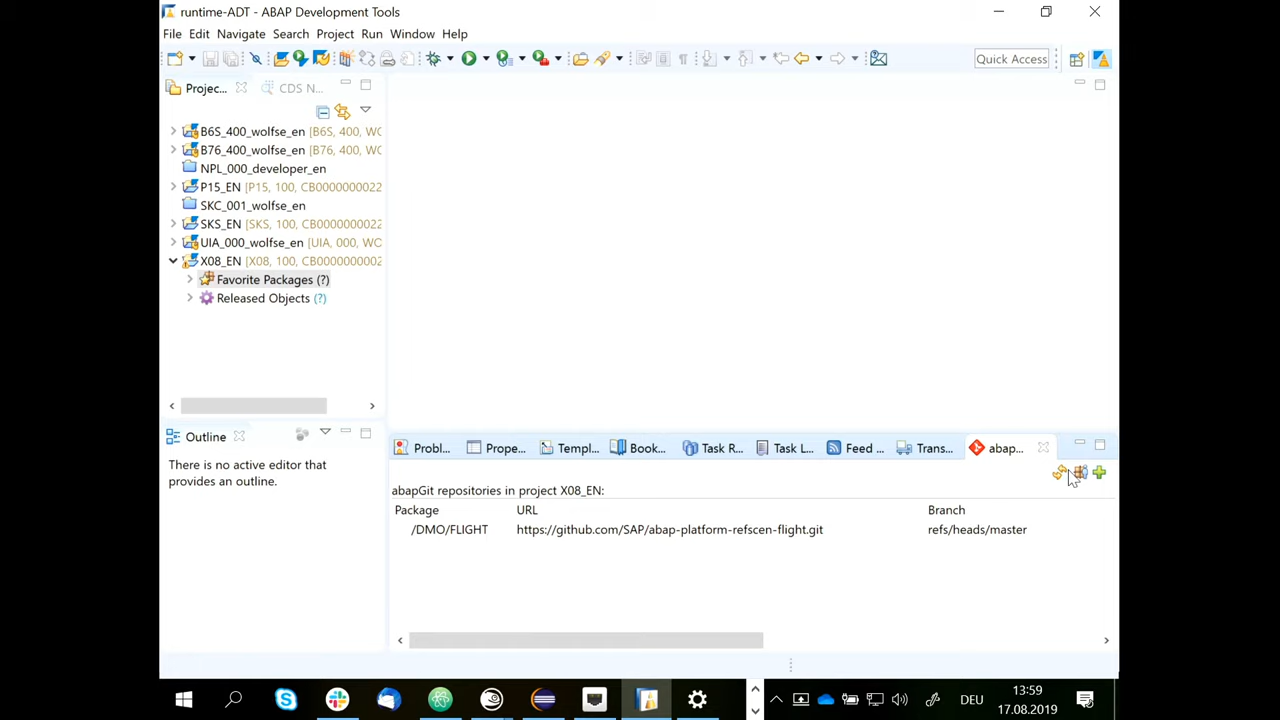 runtime-ADT - ABAP Development Tools
File Edit Navigate Search Project Run Window Help
Quick Access
Projec...
CDS N...
B6S_400_wolfse_en [B6S, 400, WO
B76_400_wolfse_en [B76, 400, WO
NPL_000_developer_en
P15_EN [P15, 100, CB0000000022
SKC_001_wolfse_en
SKS_EN [SKS, 100, CB0000000022
UIA_000_wolfse_en [UIA, 000, WO
X08_EN [X08, 100, CB0000000002
Favorite Packages (?)
Released Objects (?)
Outline
There is no active editor that
provides an outline.
Probl... Prope... Templ... Book... Task R... Task L... Feed ... Trans... abap...
abapGit repositories in project X08_EN:
Package URL Branch
/DMO/FLIGHT https://github.com/SAP/abap-platform-refscen-flight.git refs/heads/master
DEU
13:59
17.08.2019